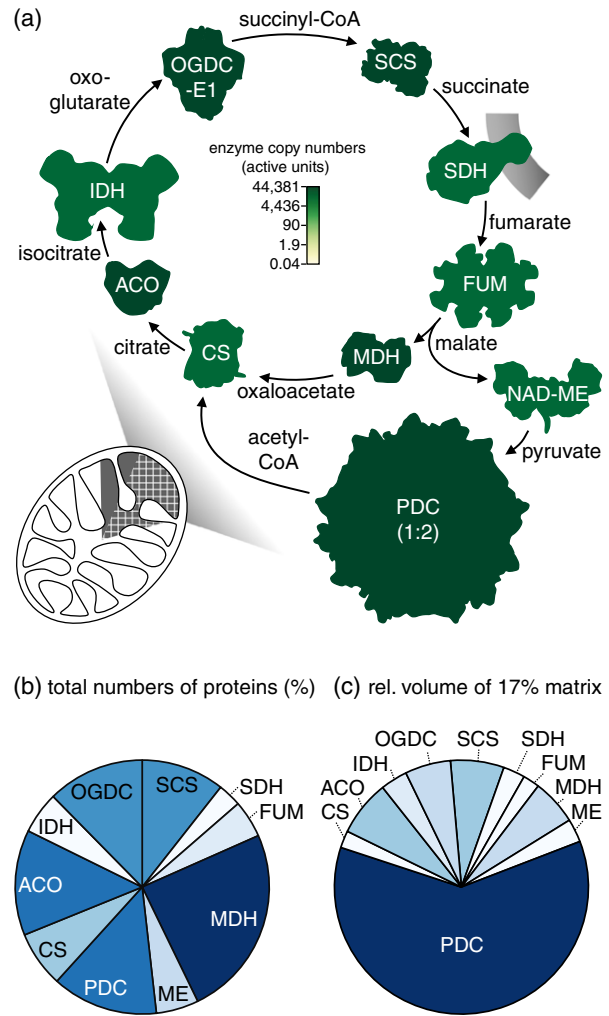 (a)
succinyl-CoA
OGDC
-E1
SCS
oxo-
glutarate
succinate
enzyme copy numbers
(active units)
44,381
4,436
90
1.9
0.04
IDH
SDH
isocitrate
fumarate
ACO
FUM
citrate
CS
MDH
malate
oxaloacetate
NAD-ME
acetyl-
CoA
pyruvate
PDC
(1:2)
(b) total numbers of proteins (%)
OGDC
SCS
SDH
FUM
IDH
ACO
MDH
CS
PDC
ME
(c) rel. volume of 17% matrix
OGDC
SCS
SDH
IDH
FUM
ACO
MDH
CS
ME
PDC